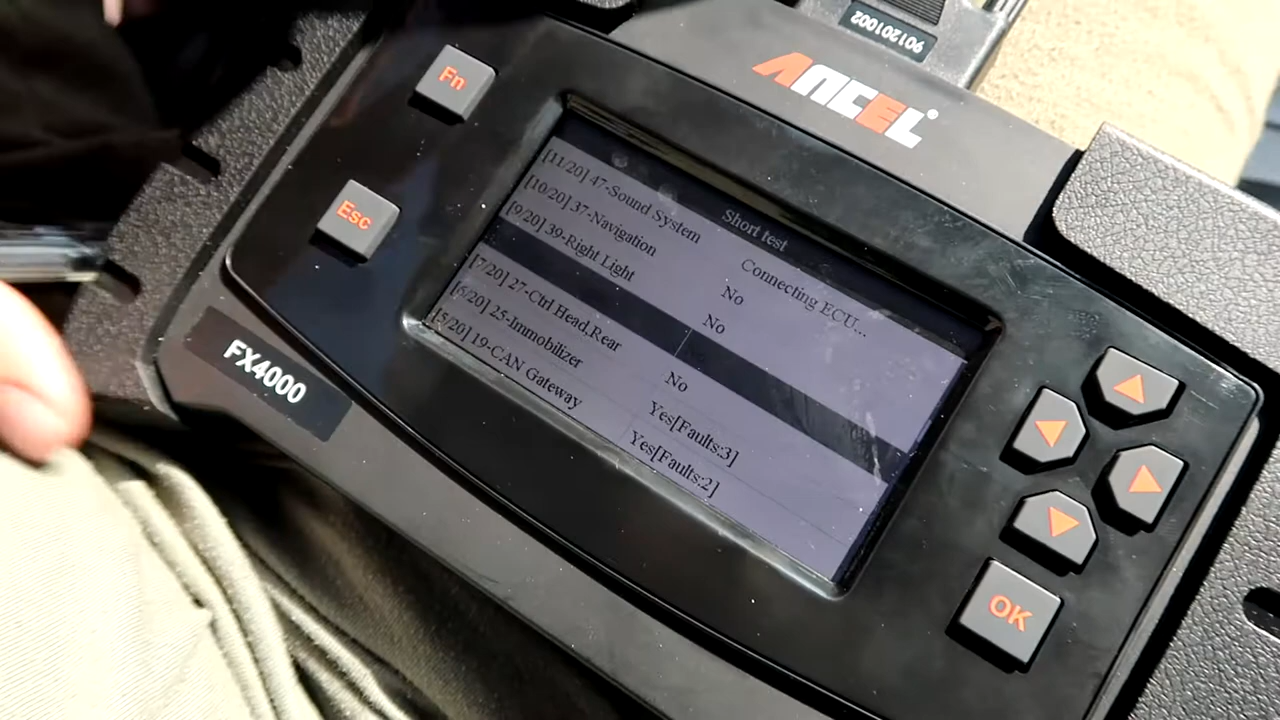 901201002
ANCEL®
Fn
Esc
Short test
[11/20] 47-Sound System Connecting ECU...
[10/20] 37-Navigation No
[9/20] 39-Right Light No
No
[7/20] 27-Ctrl Head,Rear No
[6/20] 25-Immobilizer Yes[Faults:3]
[5/20] 19-CAN Gateway Yes[Faults:2]
FX4000
OK